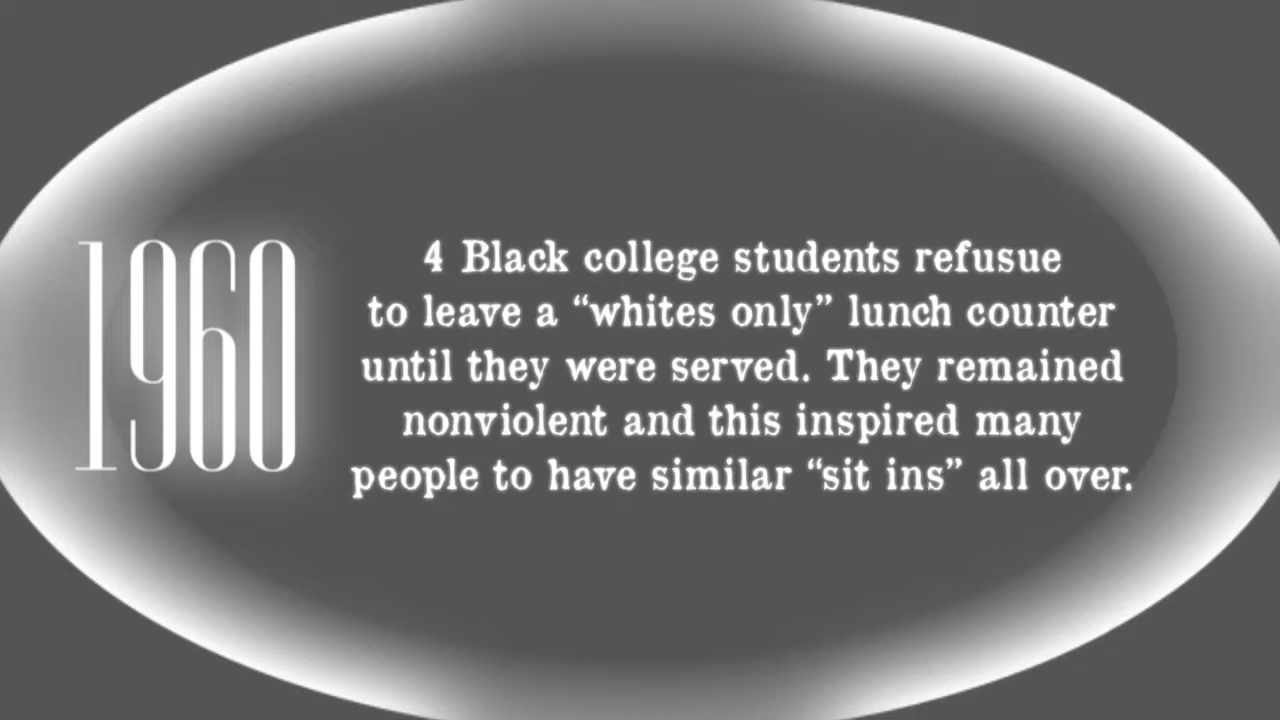 1960
4 Black college students refusue
to leave a “whites only” lunch counter
until they were served. They remained
nonviolent and this inspired many
people to have similar “sit ins” all over.